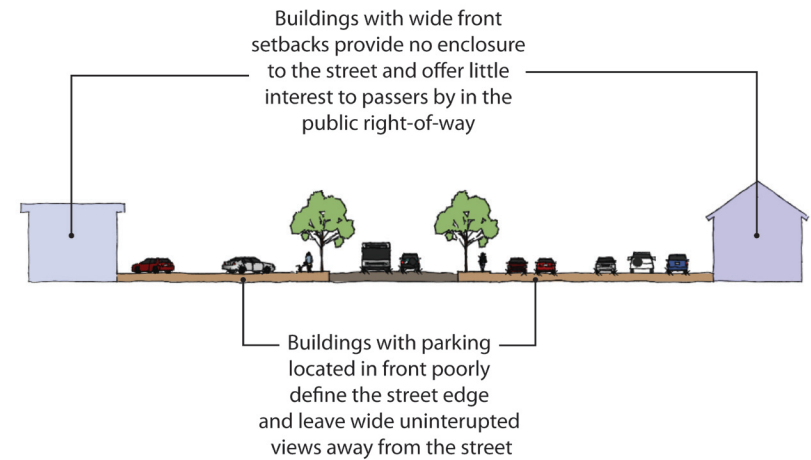 Buildings with wide front
setbacks provide no enclosure
to the street and offer little
interest to passers by in the
public right-of-way
Buildings with parking
located in front poorly
define the street edge
and leave wide uninterupted
views away from the street